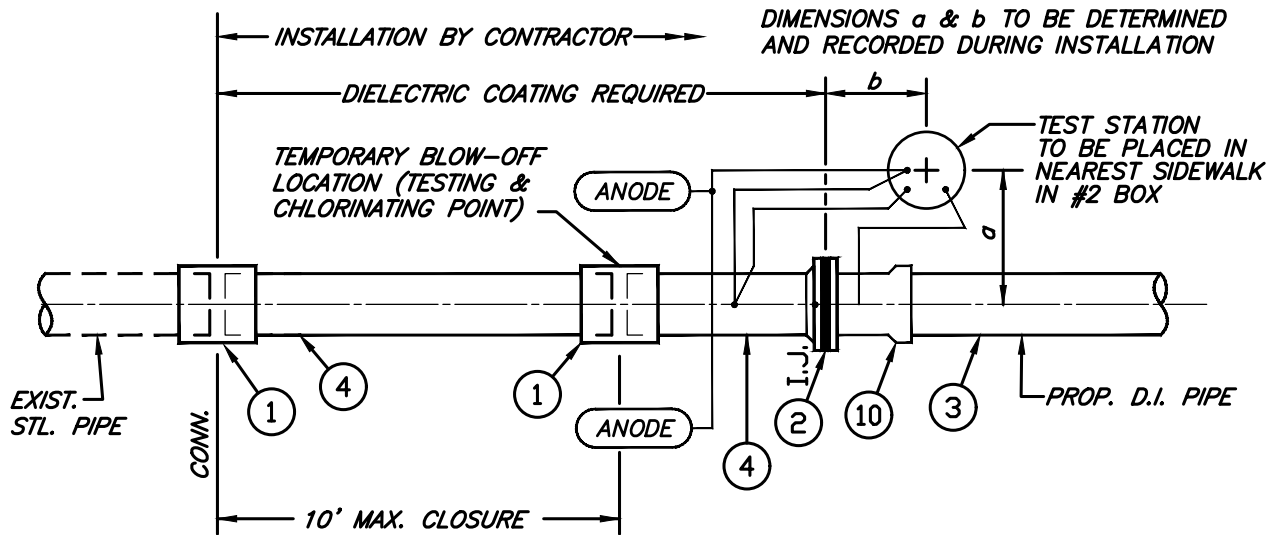 INSTALLATION BY CONTRACTOR
DIMENSIONS a & b TO BE DETERMINED
AND RECORDED DURING INSTALLATION
DIELECTRIC COATING REQUIRED
b
TEST STATION
TO BE PLACED IN
NEAREST SIDEWALK
IN #2 BOX
TEMPORARY BLOW-OFF
LOCATION (TESTING &
CHLORINATING POINT)
ANODE
a
EXIST.
STL. PIPE
CONN.
1
4
1
ANODE
4
I.J.
2
10
3
PROP. D.I. PIPE
10' MAX. CLOSURE